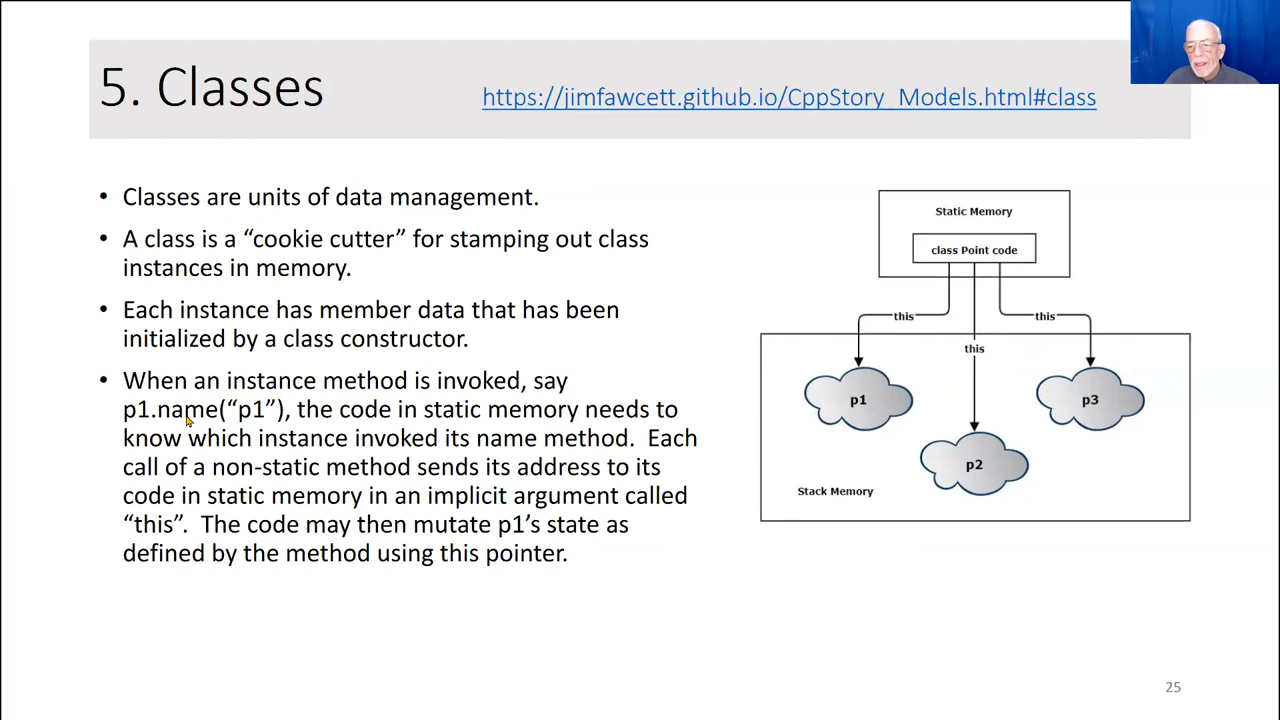 5. Classes
https://jimfawcett.github.io/CppStory_Models.html#class
• Classes are units of data management.
• A class is a “cookie cutter” for stamping out class
instances in memory.
• Each instance has member data that has been
initialized by a class constructor.
• When an instance method is invoked, say
p1.name(“p1”), the code in static memory needs to
know which instance invoked its name method.  Each
call of a non-static method sends its address to its
code in static memory in an implicit argument called
“this”.  The code may then mutate p1’s state as
defined by the method using this pointer.
Static Memory
class Point code
this
this
this
p1
p3
p2
Stack Memory
25